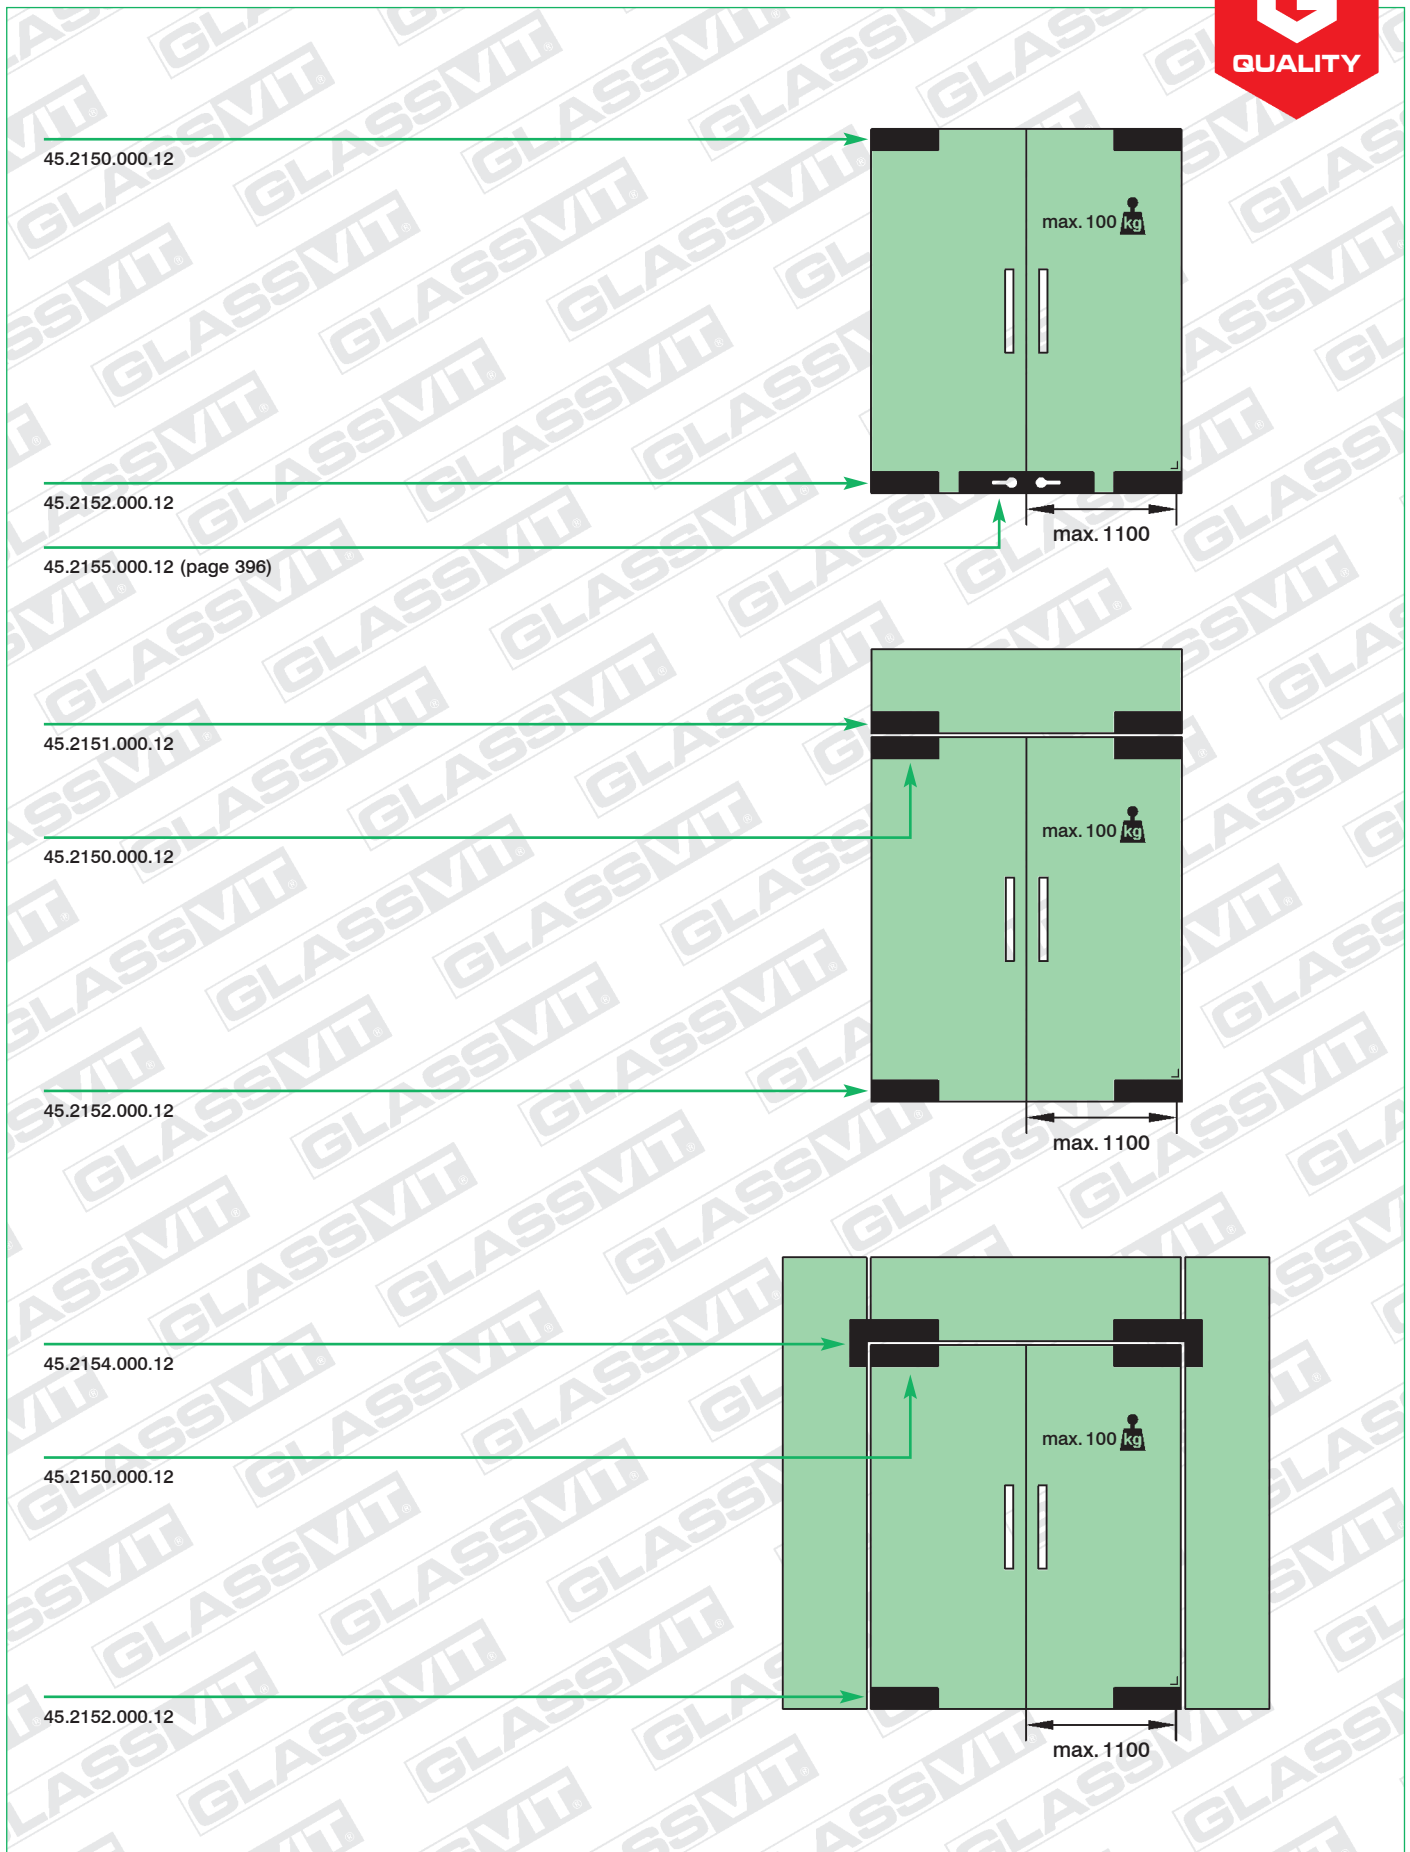 QUALITY
45.2150.000.12
max. 100 kg
45.2152.000.12
max. 1100
45.2155.000.12 (page 396)
45.2151.000.12
45.2150.000.12
max. 100 kg
45.2152.000.12
max. 1100
45.2154.000.12
45.2150.000.12
max. 100 kg
45.2152.000.12
max. 1100
GLASSVIT®